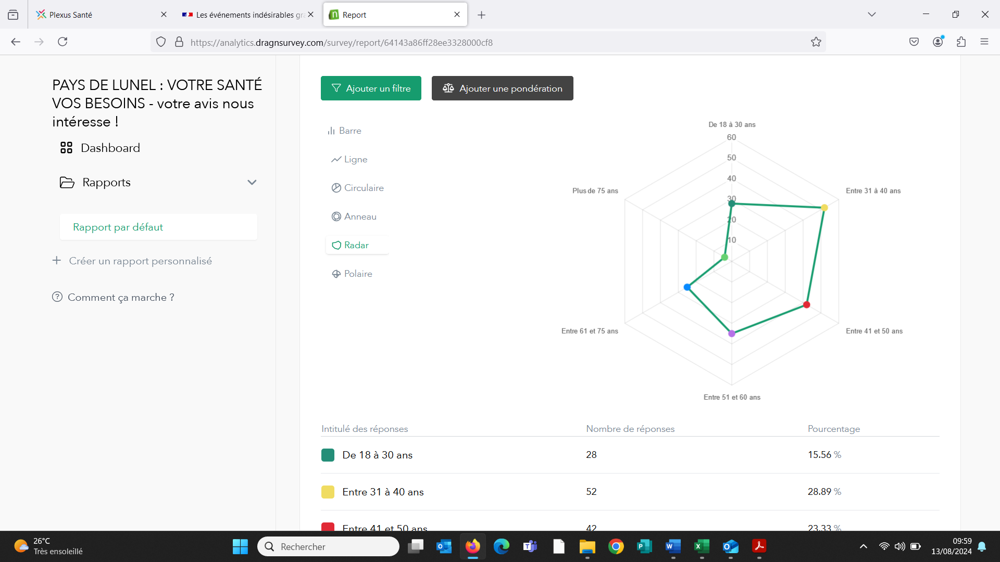 Plexus Santé
Les événements indésirables gra
Report
https://analytics.dragnsurvey.com/survey/report/64143a86ff28ee3328000cf8
PAYS DE LUNEL : VOTRE SANTÉ
VOS BESOINS - votre avis nous
intéresse !
Dashboard
Rapports
Rapport par défaut
Créer un rapport personnalisé
Comment ça marche ?
Ajouter un filtre
Ajouter une pondération
Barre
Ligne
Circulaire
Anneau
Radar
Polaire
De 18 à 30 ans
60
50
40
30
20
10
Plus de 75 ans
Entre 31 à 40 ans
Entre 61 et 75 ans
Entre 41 et 50 ans
Entre 51 et 60 ans
Intitulé des réponses Nombre de réponses Pourcentage
De 18 à 30 ans 28 15.56 %
Entre 31 à 40 ans 52 28.89 %
Entre 41 et 50 ans 42 23.33 %
26°C
Très ensoleillé
Rechercher
09:59
13/08/2024